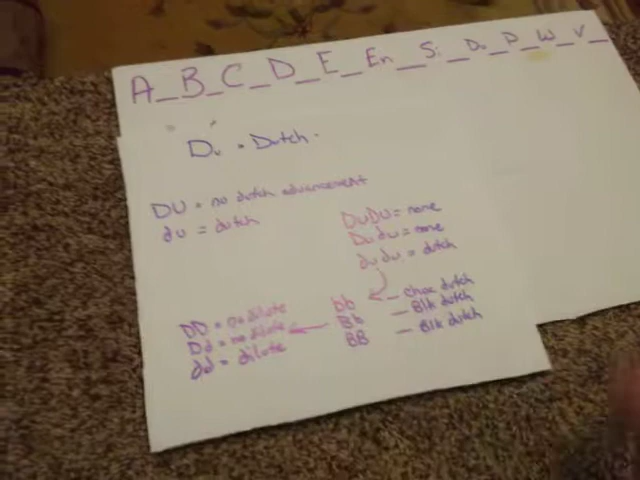 A_B_C_D_E_En_Si_Du_P_W_V_
Du = Dutch.
DU = no dutch advancement
du = dutch
DuDu = none
Dudu = none
dudu = dutch
bb - choc dutch
Bb - Blk dutch
BB - Blk dutch
DD = no dilute
Dd = no dilute
dd = dilute